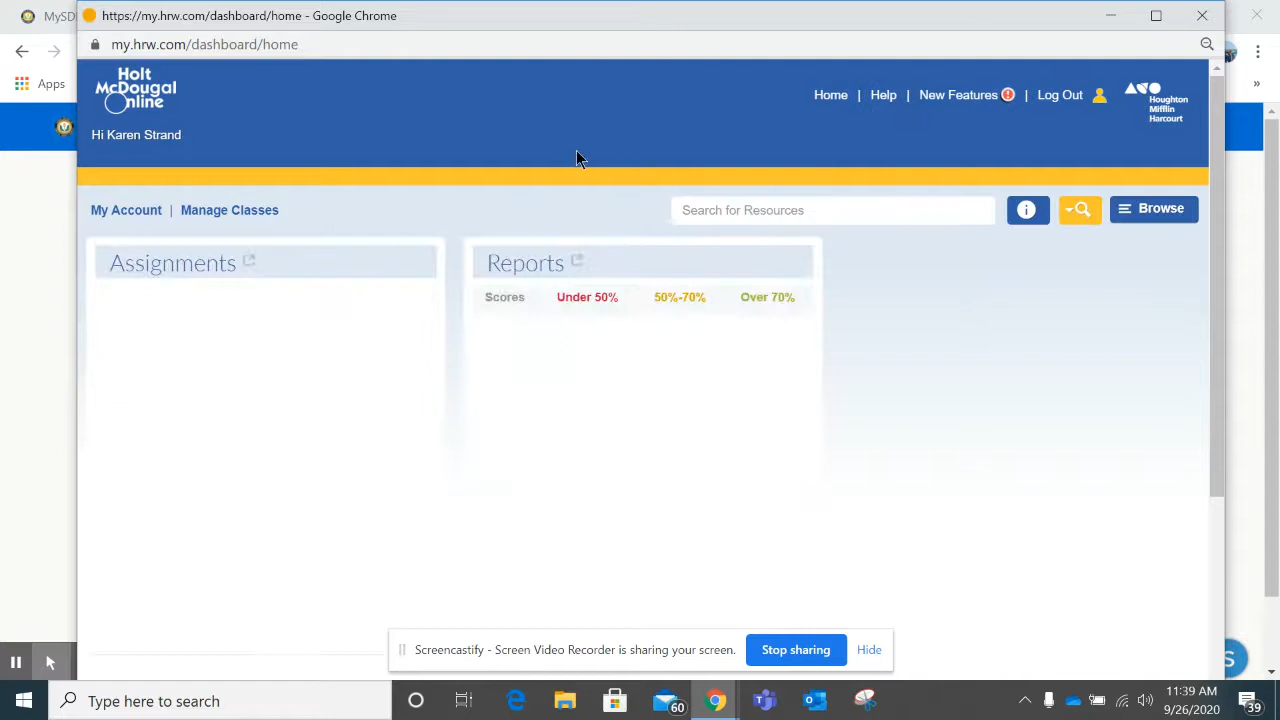 MySD
https://my.hrw.com/dashboard/home - Google Chrome
my.hrw.com/dashboard/home
Apps
»
Holt
McDougal
Online
Home | Help | New Features ! | Log Out
Houghton
Mifflin
Harcourt
Hi Karen Strand
My Account | Manage Classes
Search for Resources
i
Browse
Assignments
Reports
Scores Under 50% 50%-70% Over 70%
Screencastify - Screen Video Recorder is sharing your screen.
Stop sharing
Hide
S
Type here to search
60
11:39 AM
9/26/2020
39